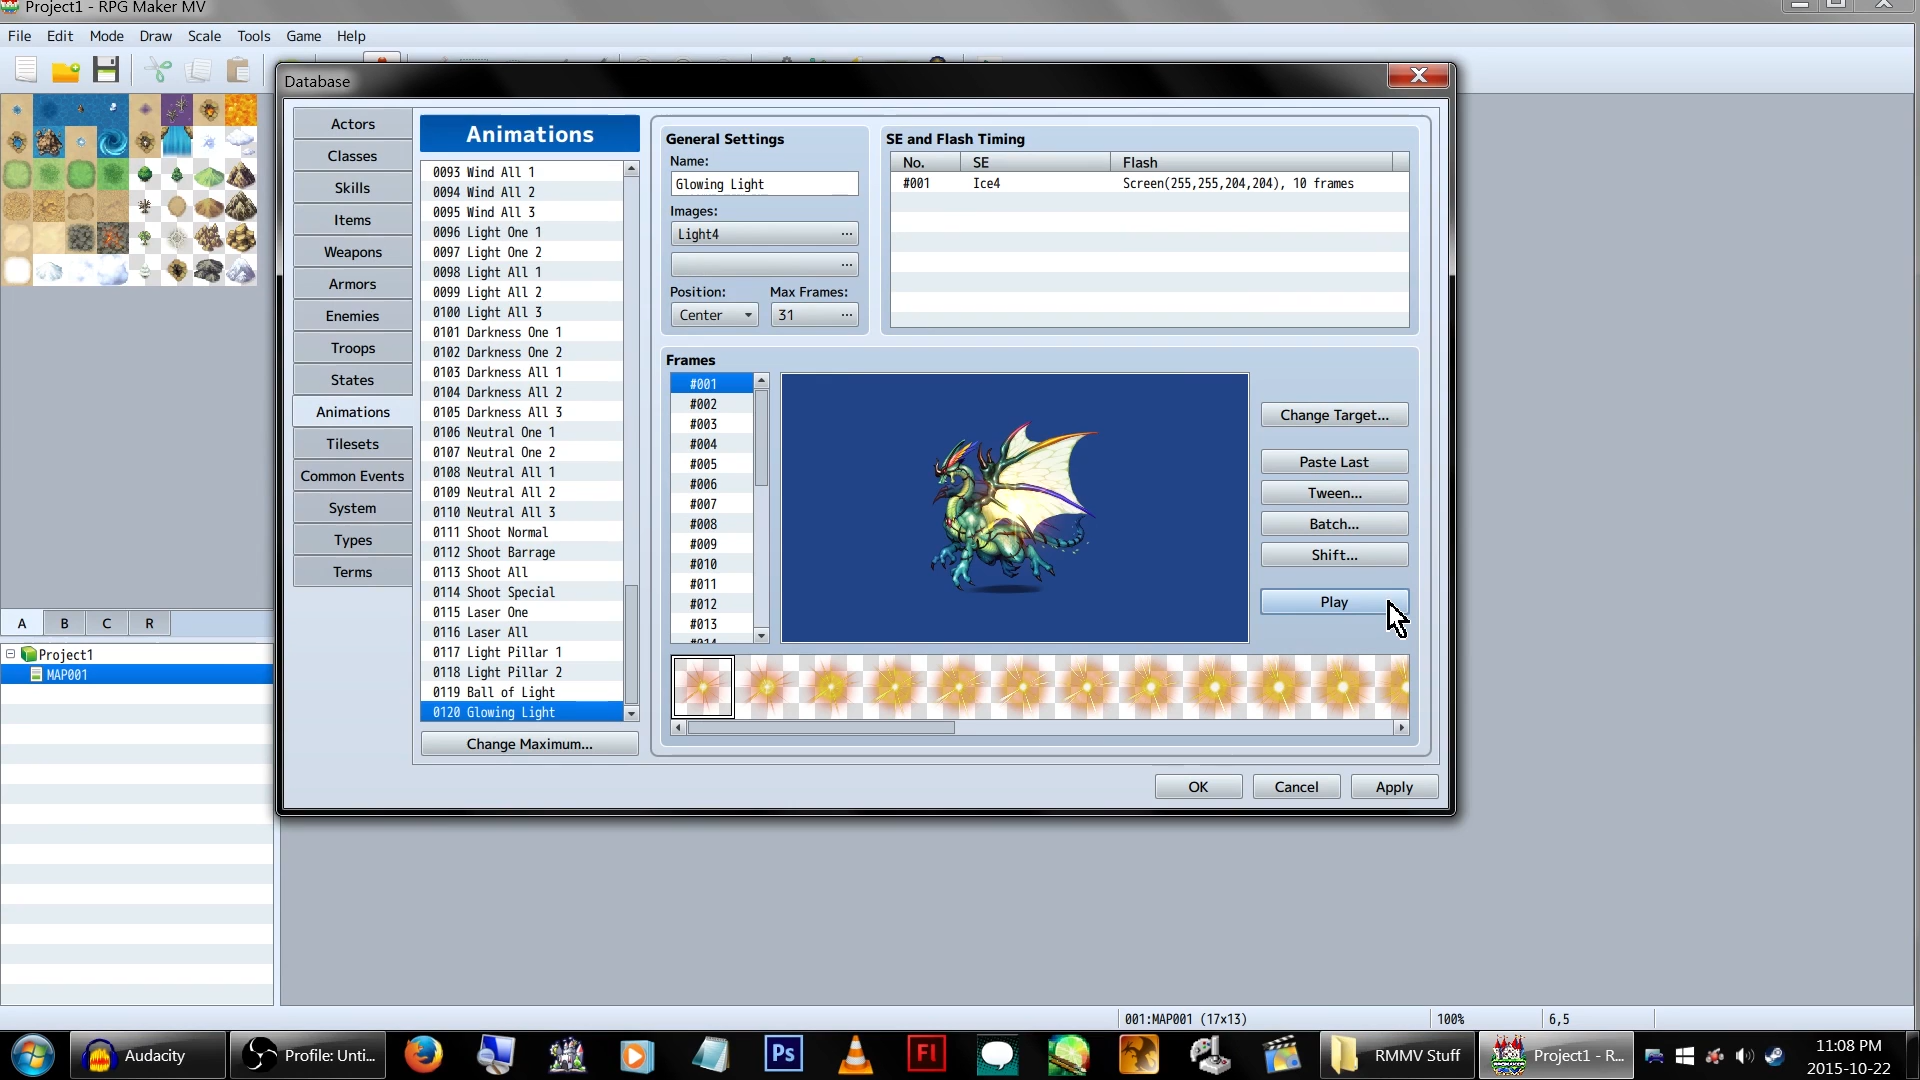 Project1 - RPG Maker MV
File Edit Mode Draw Scale Tools Game Help
Database
Actors
Classes
Skills
Items
Weapons
Armors
Enemies
Troops
States
Animations
Tilesets
Common Events
System
Types
Terms
Animations
0093 Wind All 1
0094 Wind All 2
0095 Wind All 3
0096 Light One 1
0097 Light One 2
0098 Light All 1
0099 Light All 2
0100 Light All 3
0101 Darkness One 1
0102 Darkness One 2
0103 Darkness All 1
0104 Darkness All 2
0105 Darkness All 3
0106 Neutral One 1
0107 Neutral One 2
0108 Neutral All 1
0109 Neutral All 2
0110 Neutral All 3
0111 Shoot Normal
0112 Shoot Barrage
0113 Shoot All
0114 Shoot Special
0115 Laser One
0116 Laser All
0117 Light Pillar 1
0118 Light Pillar 2
0119 Ball of Light
0120 Glowing Light
Change Maximum...
General Settings
Name:
Glowing Light
Images:
Light4 ...
...
Position: Max Frames:
Center 31 ...
SE and Flash Timing
No. SE Flash
#001 Ice4 Screen(255,255,204,204), 10 frames
Frames
#001
#002
#003
#004
#005
#006
#007
#008
#009
#010
#011
#012
#013
#014
Change Target...
Paste Last
Tween...
Batch...
Shift...
Play
OK Cancel Apply
A B C R
Project1
MAP001
001:MAP001 (17x13) 100% 6,5
Audacity
Profile: Unti...
Ps
Fl
RMMV Stuff
Project1 - R...
11:08 PM
2015-10-22